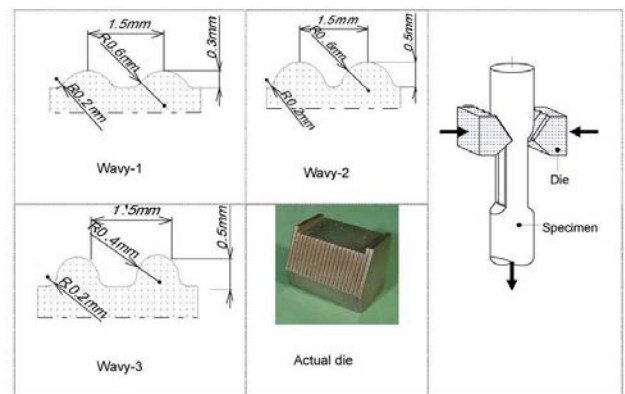 1.5mm
R0.6mm
0.3mm
R0.2mm
Wavy-1
1.5mm
R0.6mm
0.5mm
R0.2mm
Wavy-2
Die
Specimen
1.5mm
R0.4mm
0.5mm
R0.2mm
Wavy-3
Actual die